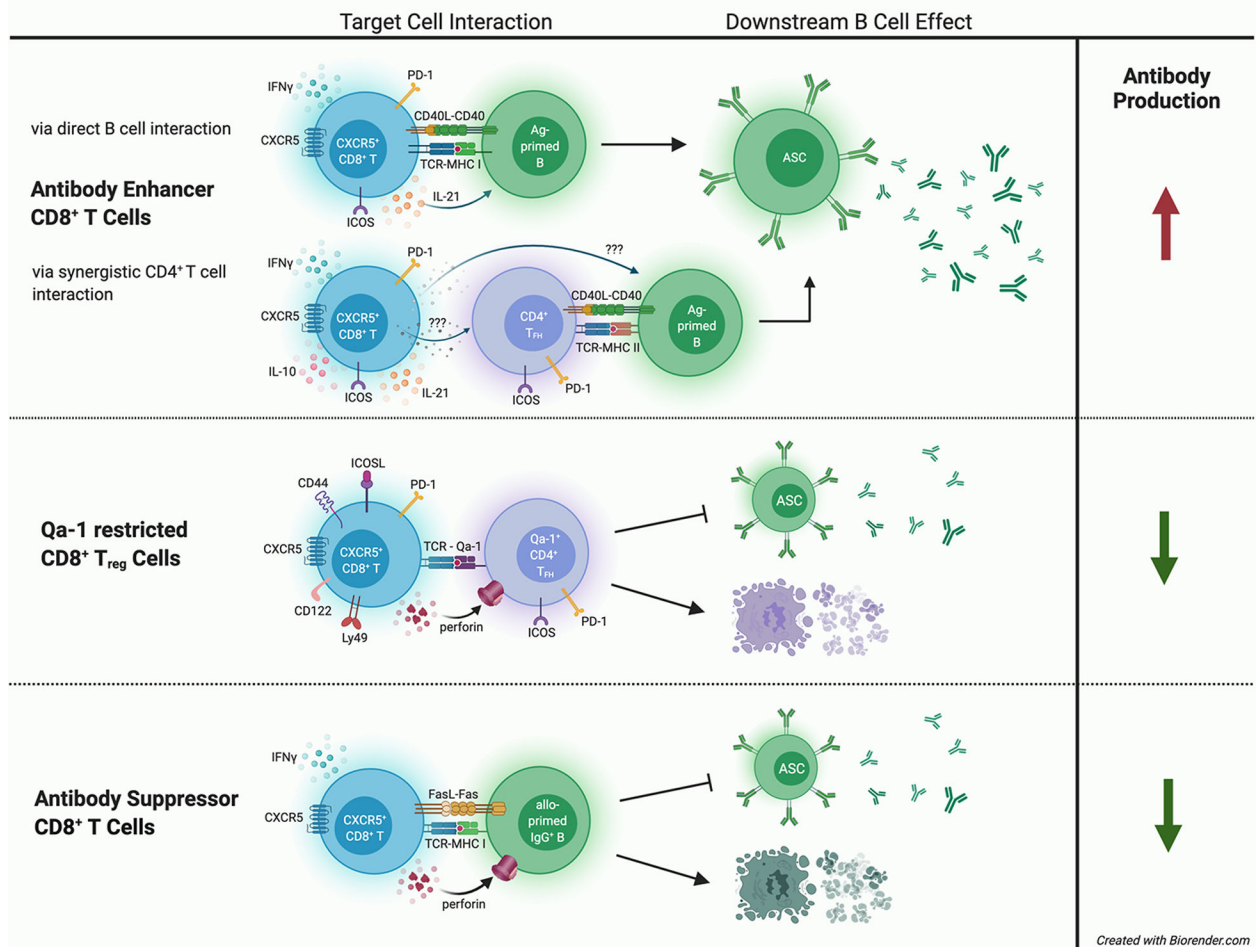 Target Cell Interaction
Downstream B Cell Effect
Antibody
Production
via direct B cell interaction
Antibody Enhancer
CD8⁺ T Cells
via synergistic CD4⁺ T cell
interaction
IFNγ
PD-1
CXCR5
CXCR5⁺
CD8⁺ T
CD40L-CD40
TCR-MHC I
Ag-
primed
B
ICOS
IL-21
ASC
IFNγ
PD-1
???
CXCR5
CXCR5⁺
CD8⁺ T
???
CD4⁺
T_FH
CD40L-CD40
TCR-MHC II
Ag-
primed
B
IL-10
ICOS
IL-21
ICOS
PD-1
Qa-1 restricted
CD8⁺ T_reg Cells
ICOSL
CD44
PD-1
CXCR5
CXCR5⁺
CD8⁺ T
TCR - Qa-1
Qa-1⁺
CD4⁺
T_FH
CD122
Ly49
perforin
ICOS
PD-1
ASC
Antibody Suppressor
CD8⁺ T Cells
IFNγ
CXCR5
CXCR5⁺
CD8⁺ T
FasL-Fas
TCR-MHC I
allo-
primed
IgG⁺ B
perforin
ASC
Created with Biorender.com